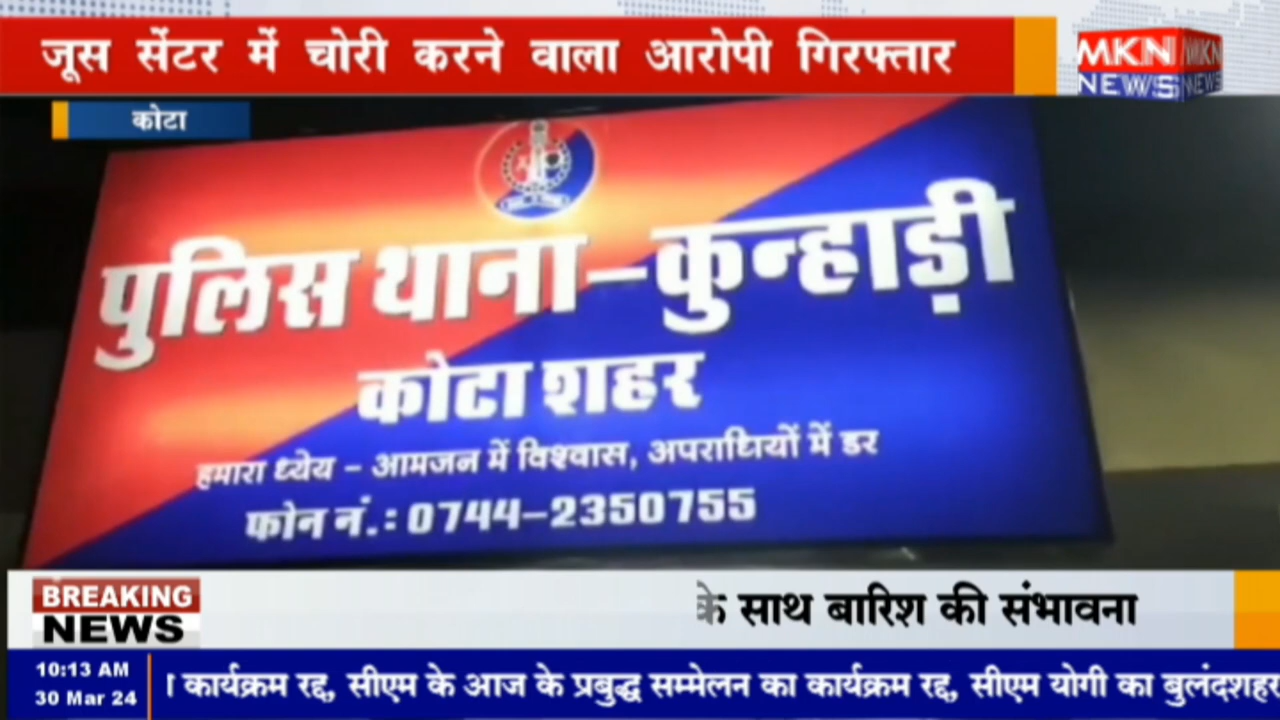 जूस सेंटर में चोरी करने वाला आरोपी गिरफ्तार
MKN
NEWS
कोटा
पुलिस थाना-कुन्हाड़ी
कोटा शहर
हमारा ध्येय - आमजन में विश्वास, अपराधियों में डर
फोन नं.: 0744-2350755
BREAKING
NEWS
के साथ बारिश की संभावना
10:13 AM
30 Mar 24
कार्यक्रम रद्द, सीएम के आज के प्रबुद्ध सम्मेलन का कार्यक्रम रद्द, सीएम योगी का बुलंदशहर